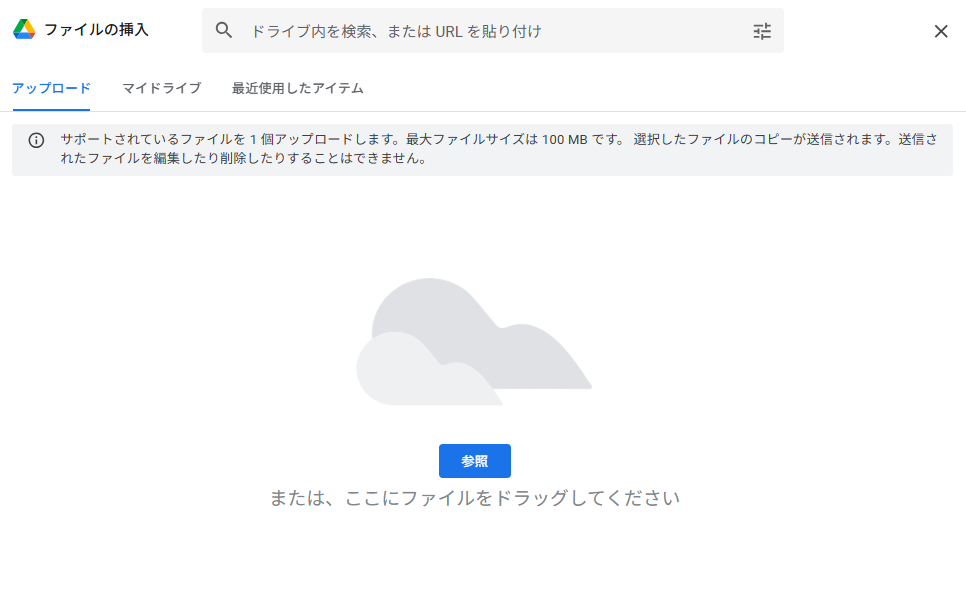 ファイルの挿入
ドライブ内を検索、または URL を貼り付け
アップロード
マイドライブ
最近使用したアイテム
サポートされているファイルを 1 個アップロードします。最大ファイルサイズは 100 MB です。 選択したファイルのコピーが送信されます。送信さ
れたファイルを編集したり削除したりすることはできません。
参照
または、ここにファイルをドラッグしてください